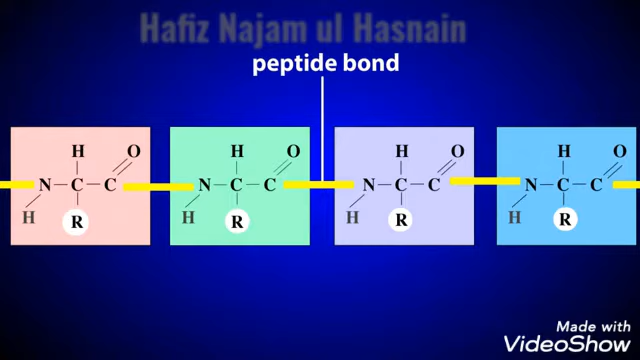 Hafiz Najam ul Hasnain
peptide bond
H O H O H O H O
N C C N C C N C C N C C
H R H R H R H R
Made with
VideoShow